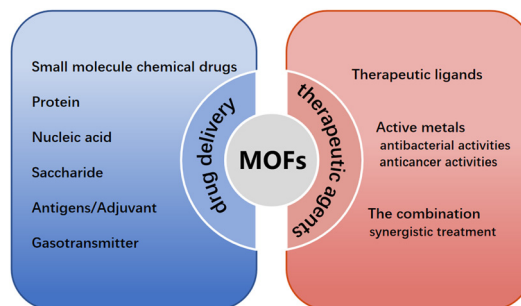 Small molecule chemical drugs
Protein
Nucleic acid
Saccharide
Antigens/Adjuvant
Gasotransmitter
drug delivery
MOFs
therapeutic agents
Therapeutic ligands
Active metals
antibacterial activities
anticancer activities
The combination
synergistic treatment